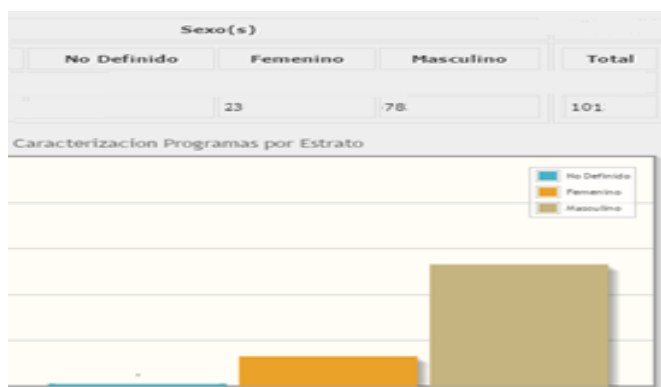 Sexo(s)
No Definido Femenino Masculino Total
23 78 101
Caracterizacion Programas por Estrato
No Definido
Femenino
Masculino